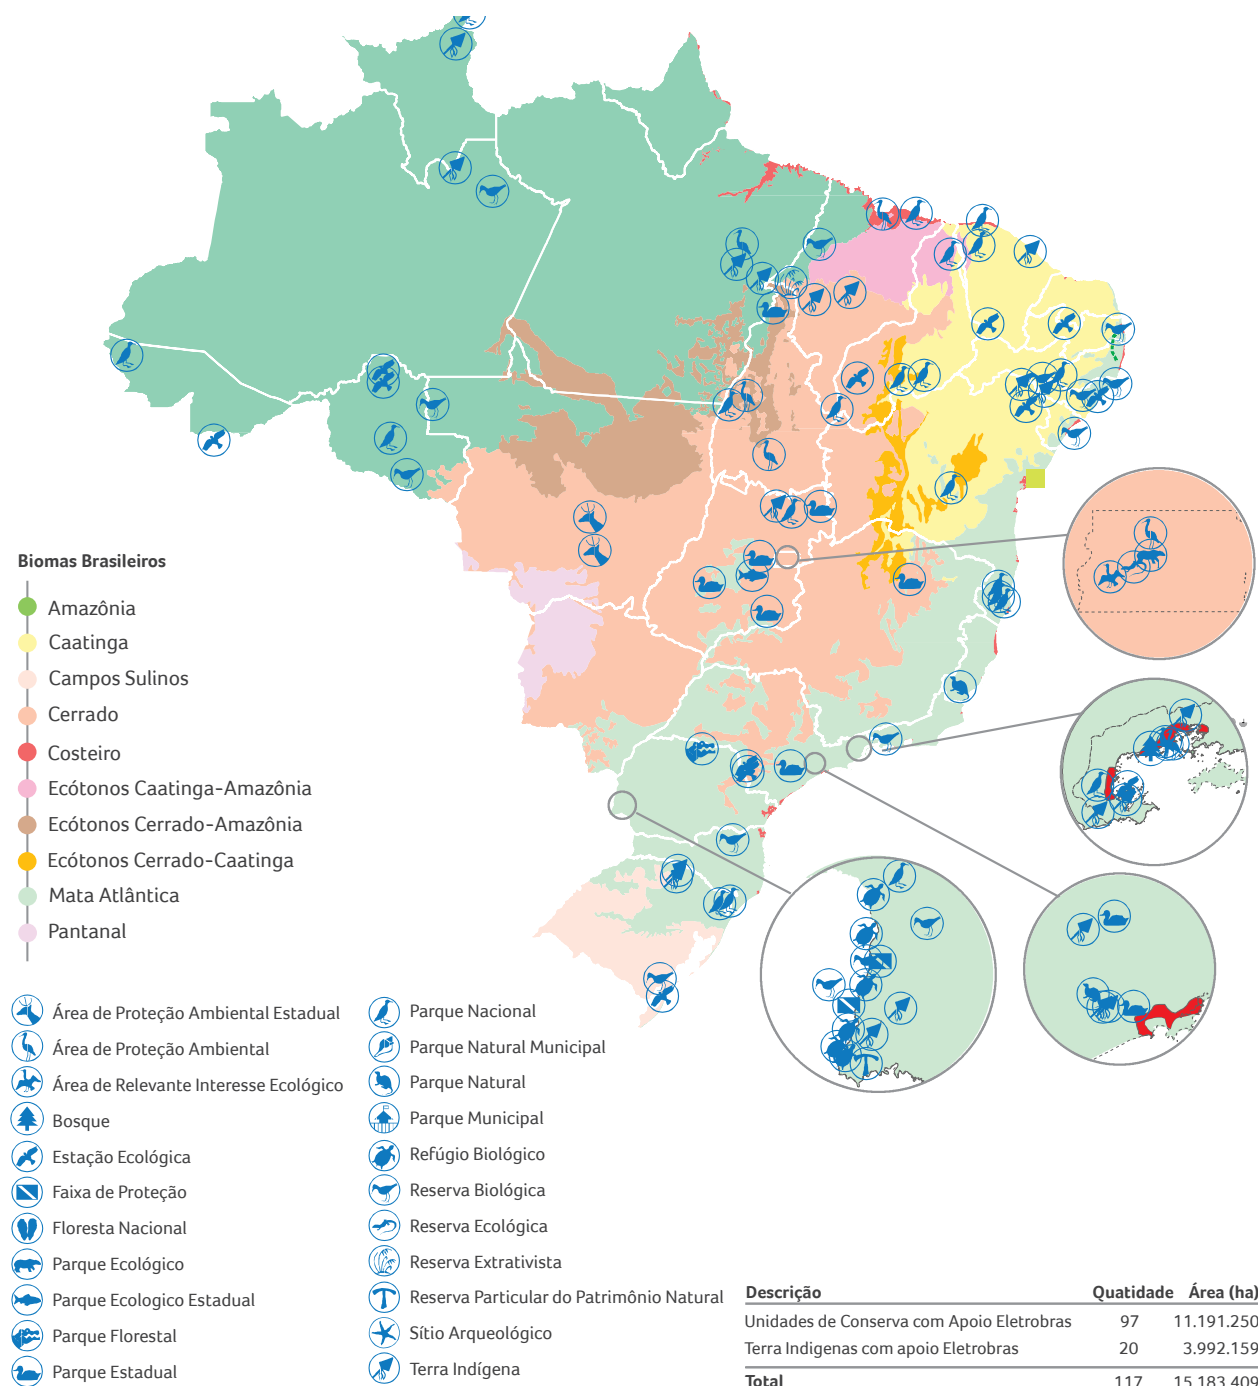 Biomas Brasileiros
Amazônia
Caatinga
Campos Sulinos
Cerrado
Costeiro
Ecótonos Caatinga-Amazônia
Ecótonos Cerrado-Amazônia
Ecótonos Cerrado-Caatinga
Mata Atlântica
Pantanal
Área de Proteção Ambiental Estadual
Área de Proteção Ambiental
Área de Relevante Interesse Ecológico
Bosque
Estação Ecológica
Faixa de Proteção
Floresta Nacional
Parque Ecológico
Parque Ecologico Estadual
Parque Florestal
Parque Estadual
Parque Nacional
Parque Natural Municipal
Parque Natural
Parque Municipal
Refúgio Biológico
Reserva Biológica
Reserva Ecológica
Reserva Extrativista
Reserva Particular do Patrimônio Natural
Sítio Arqueológico
Terra Indígena
Descrição Quatidade Área (ha)
Unidades de Conserva com Apoio Eletrobras 97 11.191.250
Terra Indigenas com apoio Eletrobras 20 3.992.159
Total 117 15.183.409